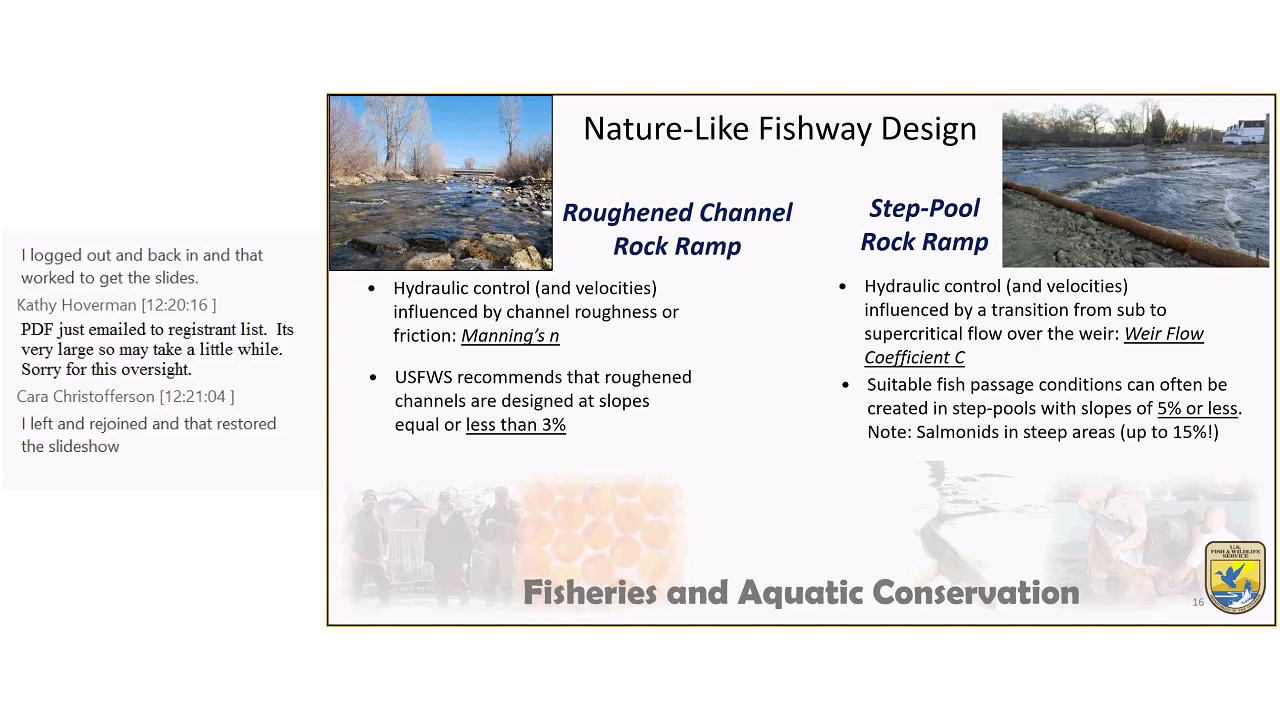 I logged out and back in and that
worked to get the slides.
Kathy Hoverman [12:20:16 ]
PDF just emailed to registrant list.  Its
very large so may take a little while.
Sorry for this oversight.
Cara Christofferson [12:21:04 ]
I left and rejoined and that restored
the slideshow
Nature-Like Fishway Design
Roughened Channel
Rock Ramp
• Hydraulic control (and velocities)
influenced by channel roughness or
friction: Manning's n
• USFWS recommends that roughened
channels are designed at slopes
equal or less than 3%
Step-Pool
Rock Ramp
• Hydraulic control (and velocities)
influenced by a transition from sub to
supercritical flow over the weir: Weir Flow
Coefficient C
• Suitable fish passage conditions can often be
created in step-pools with slopes of 5% or less.
Note: Salmonids in steep areas (up to 15%!)
Fisheries and Aquatic Conservation
16
U.S.
FISH & WILDLIFE
SERVICE